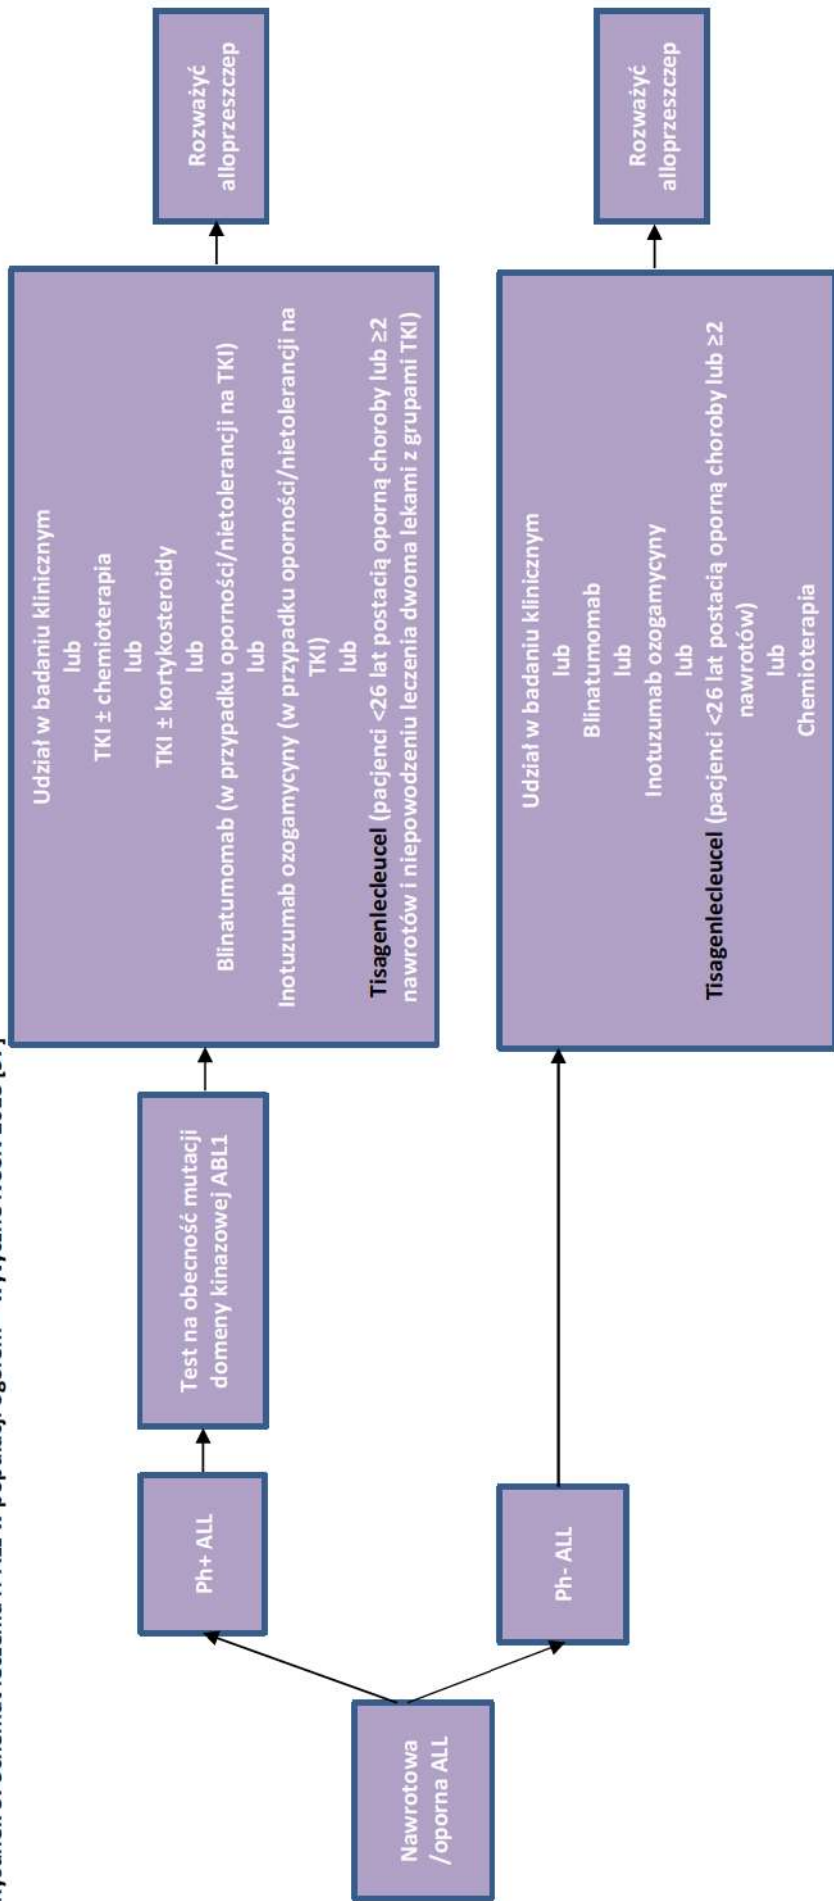 Nawrotowa
/oporna ALL
Ph+ ALL
Test na obecność mutacji
domeny kinazowej ABL1
Udział w badaniu klinicznym
lub
TKI ± chemioterapia
lub
TKI ± kortykosteroidy
lub
Blinatumomab (w przypadku oporności/nietolerancji na TKI)
lub
Inotuzumab ozogamycyny (w przypadku oporności/nietolerancji na
TKI)
lub
Tisagenlecleucel (pacjenci <26 lat postacią oporną choroby lub ≥2
nawrotów i niepowodzeniu leczenia dwoma lekami z grupami TKI)
Rozważyć
alloprzeszczep
Ph- ALL
Udział w badaniu klinicznym
lub
Blinatumomab
lub
Inotuzumab ozogamycyny
lub
Tisagenlecleucel (pacjenci <26 lat postacią oporną choroby lub ≥2
nawrotów)
lub
Chemioterapia
Rozważyć
alloprzeszczep